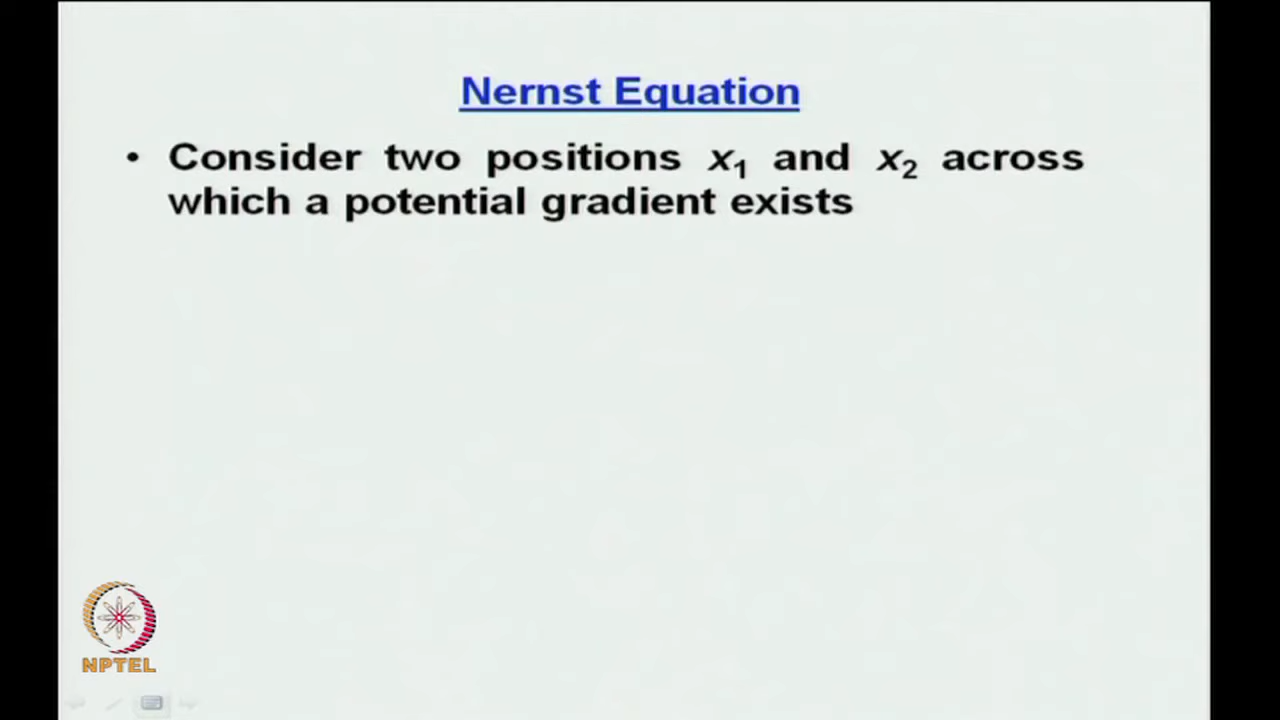 Nernst Equation
• Consider two positions x₁ and x₂ across
which a potential gradient exists
NPTEL